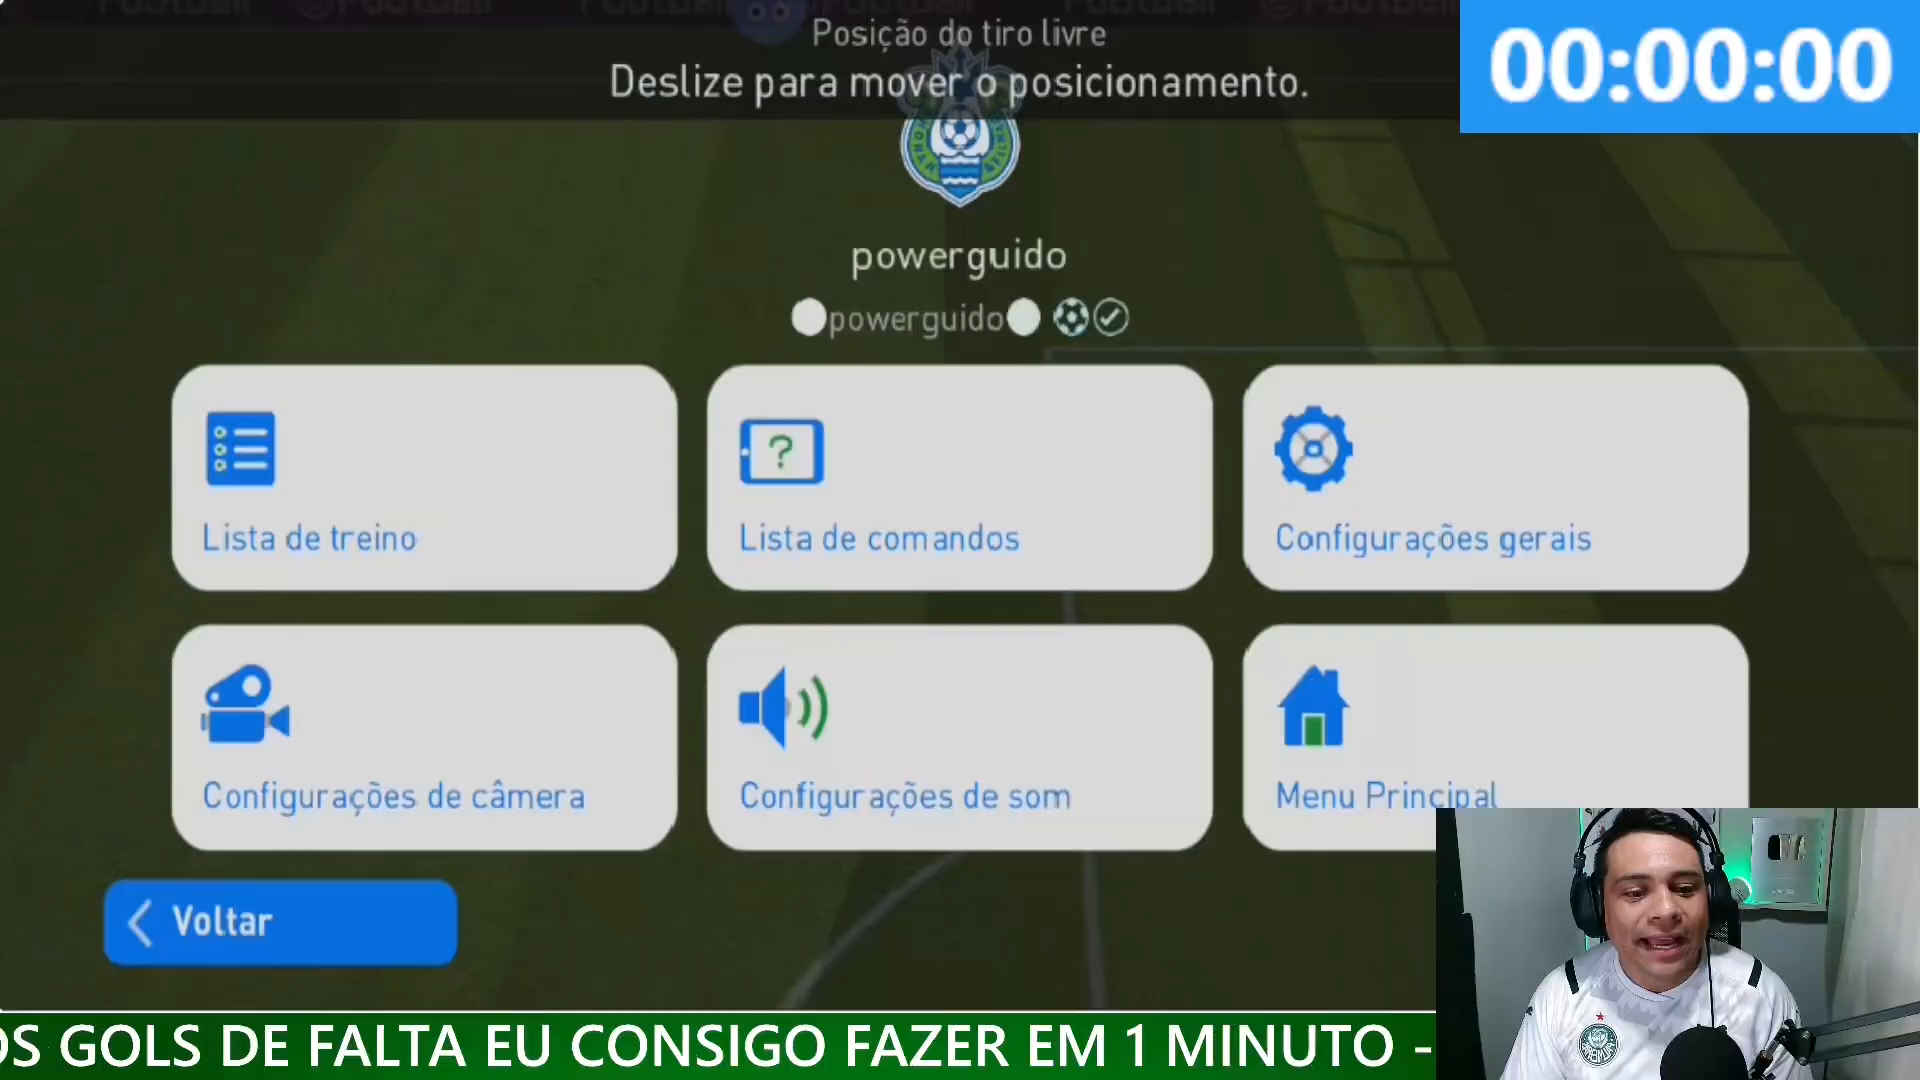 Posição do tiro livre
Deslize para mover o posicionamento.
00:00:00
powerguido
powerguido
Lista de treino
Lista de comandos
Configurações gerais
Configurações de câmera
Configurações de som
Menu Principal
Voltar
GOLS DE FALTA EU CONSIGO FAZER EM 1 MINUTO -